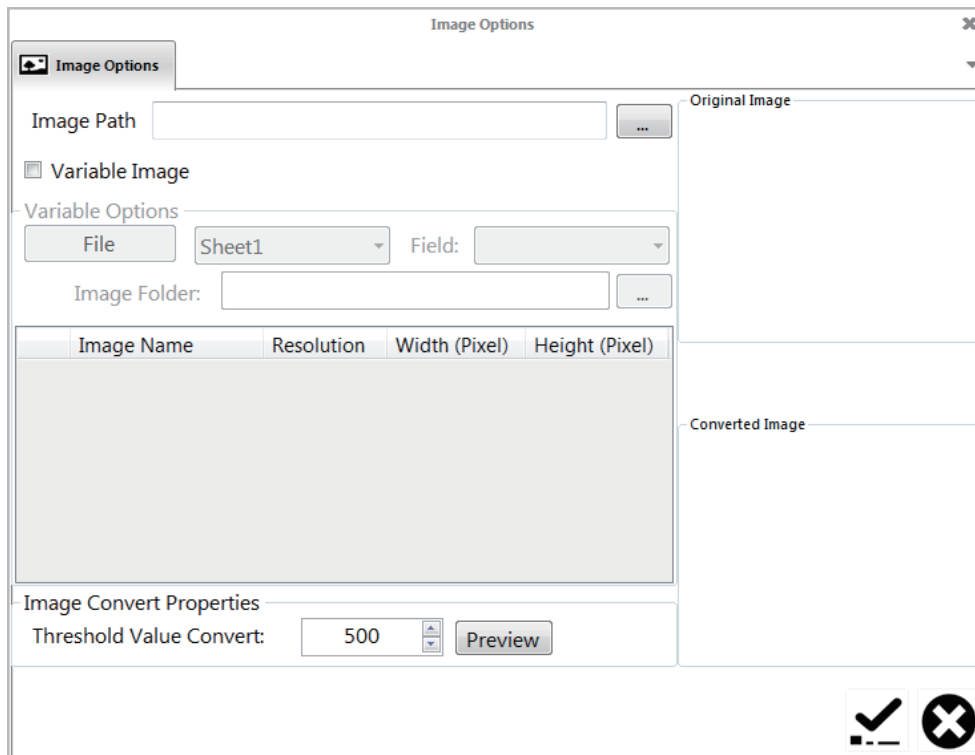 Image Options
Image Options
Image Path
...
Original Image
Variable Image
Variable Options
File
Sheet1
Field:
Image Folder:
...
Image Name Resolution Width (Pixel) Height (Pixel)
Converted Image
Image Convert Properties
Threshold Value Convert: 500 Preview